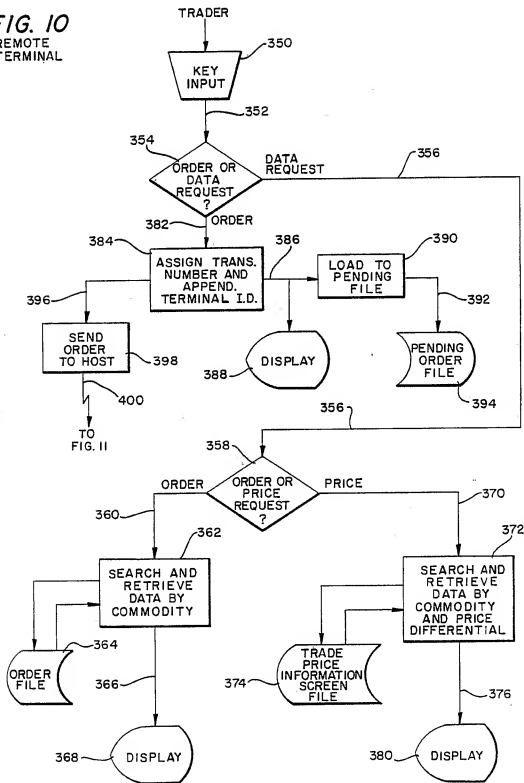 FIG. 10
REMOTE
TERMINAL
TRADER
350
KEY
INPUT
352
354
ORDER OR
DATA
REQUEST
?
DATA
REQUEST
356
382
ORDER
384
ASSIGN TRANS.
NUMBER AND
APPEND.
TERMINAL I.D.
386
390
LOAD TO
PENDING
FILE
396
392
SEND
ORDER
TO HOST
398
388
DISPLAY
PENDING
ORDER
FILE
394
400
TO
FIG. 11
356
358
ORDER OR
PRICE
REQUEST
?
ORDER
PRICE
360
370
362
SEARCH AND
RETRIEVE
DATA BY
COMMODITY
372
SEARCH AND
RETRIEVE
DATA BY
COMMODITY
AND PRICE
DIFFERENTIAL
364
ORDER
FILE
366
374
TRADE
PRICE
INFORMATION
SCREEN
FILE
376
368
DISPLAY
380
DISPLAY